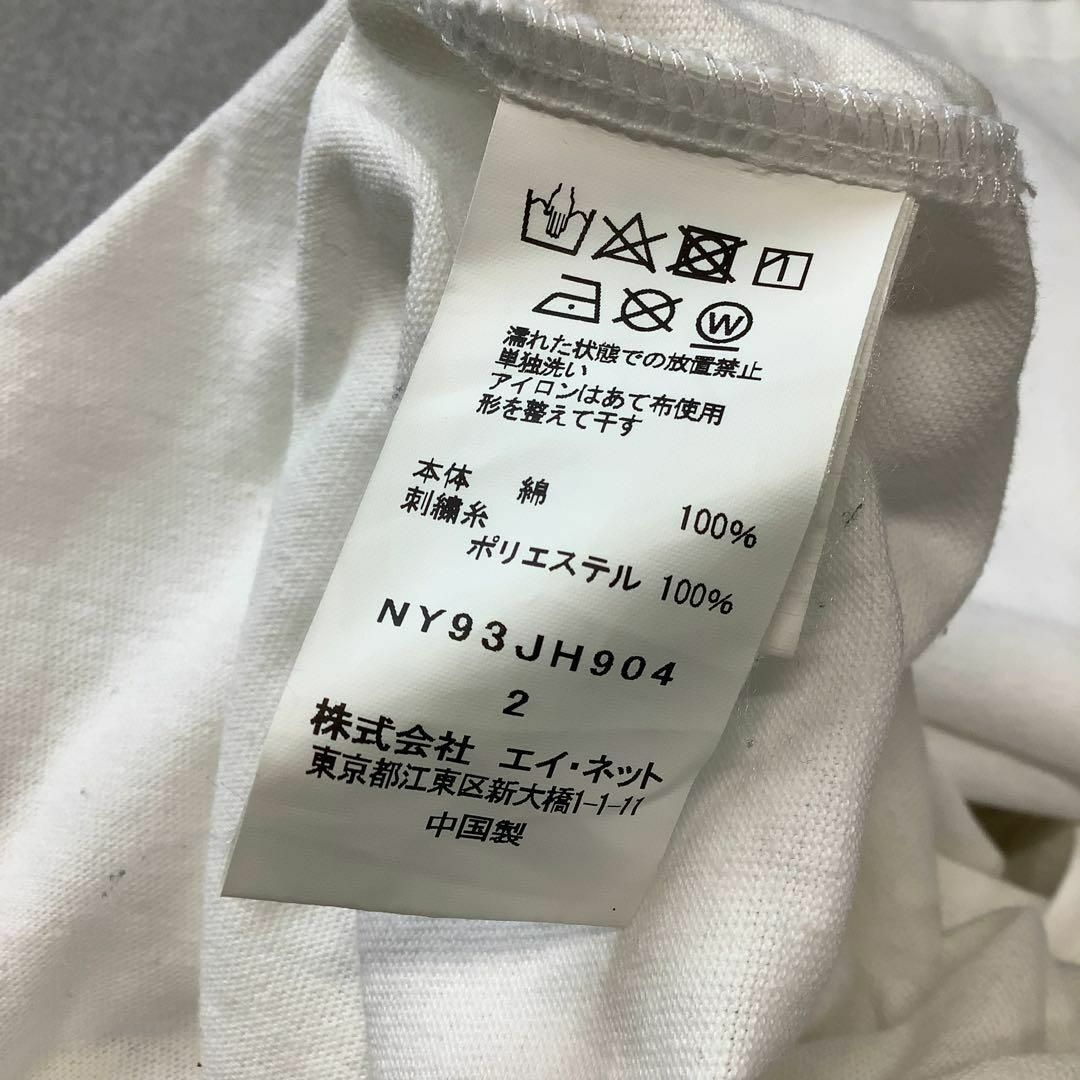 濡れた状態での放置禁止
単独洗い
アイロンはあて布使用
形を整えて干す
本体 綿 100%
刺繍糸
ポリエステル 100%
NY93JH904
2
株式会社 エイ・ネット
東京都江東区新大橋1-1-11
中国製